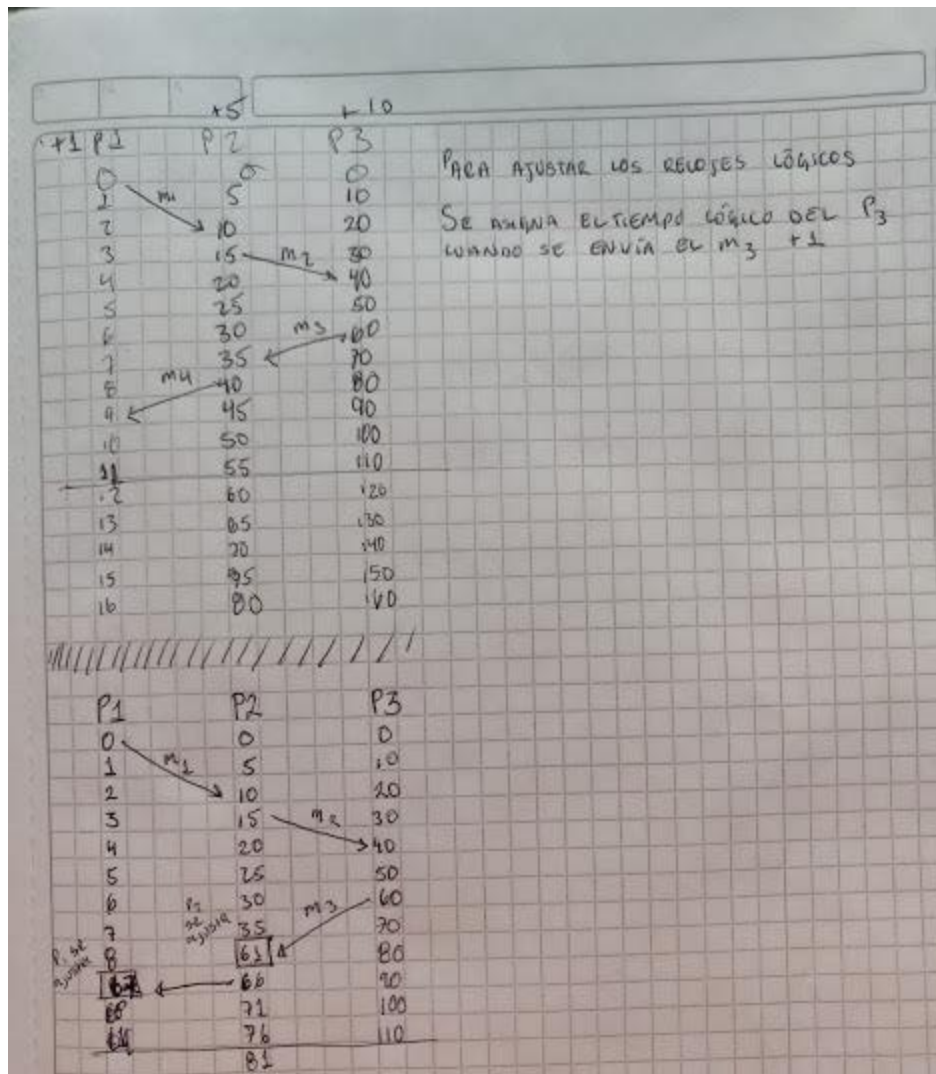 +5 +10
+1 P1 P2 P3
0 0 0
1 m1 5 10
2 10 20
3 15 m2 30
4 20 40
5 25 50
6 30 m3 60
7 35 70
8 m4 40 80
9 45 90
10 50 100
11 55 110
12 60 120
13 65 130
14 70 140
15 75 150
16 80 160
PARA AJUSTAR LOS RELOJES LÓGICOS
SE ASIGNA EL TIEMPO LÓGICO DEL P3
CUANDO SE ENVÍA EL m3 +1
P1 P2 P3
0 0 0
1 m1 5 10
2 10 20
3 15 m2 30
4 20 40
5 25 50
6 30 60
7 P2 se ajusta 35 m3 70
P1 se ajusta 8 61 80
67 66 90
68 71 100
76 110
81